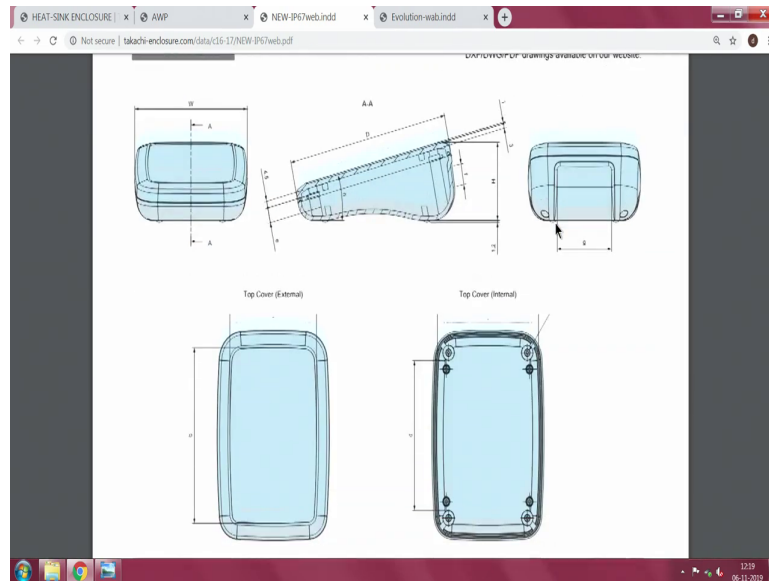 HEAT-SINK ENCLOSURE | x
AWP x
NEW-IP67web.indd x
Evolution-wab.indd x
Not secure | takachi-enclosure.com/data/c16-17/NEW-IP67web.pdf
DXF/DWG/PDF drawings available on our website.
W
A
A
A-A
D
H
4.5
g
Top Cover (External)
Top Cover (Internal)
12:19
06-11-2019